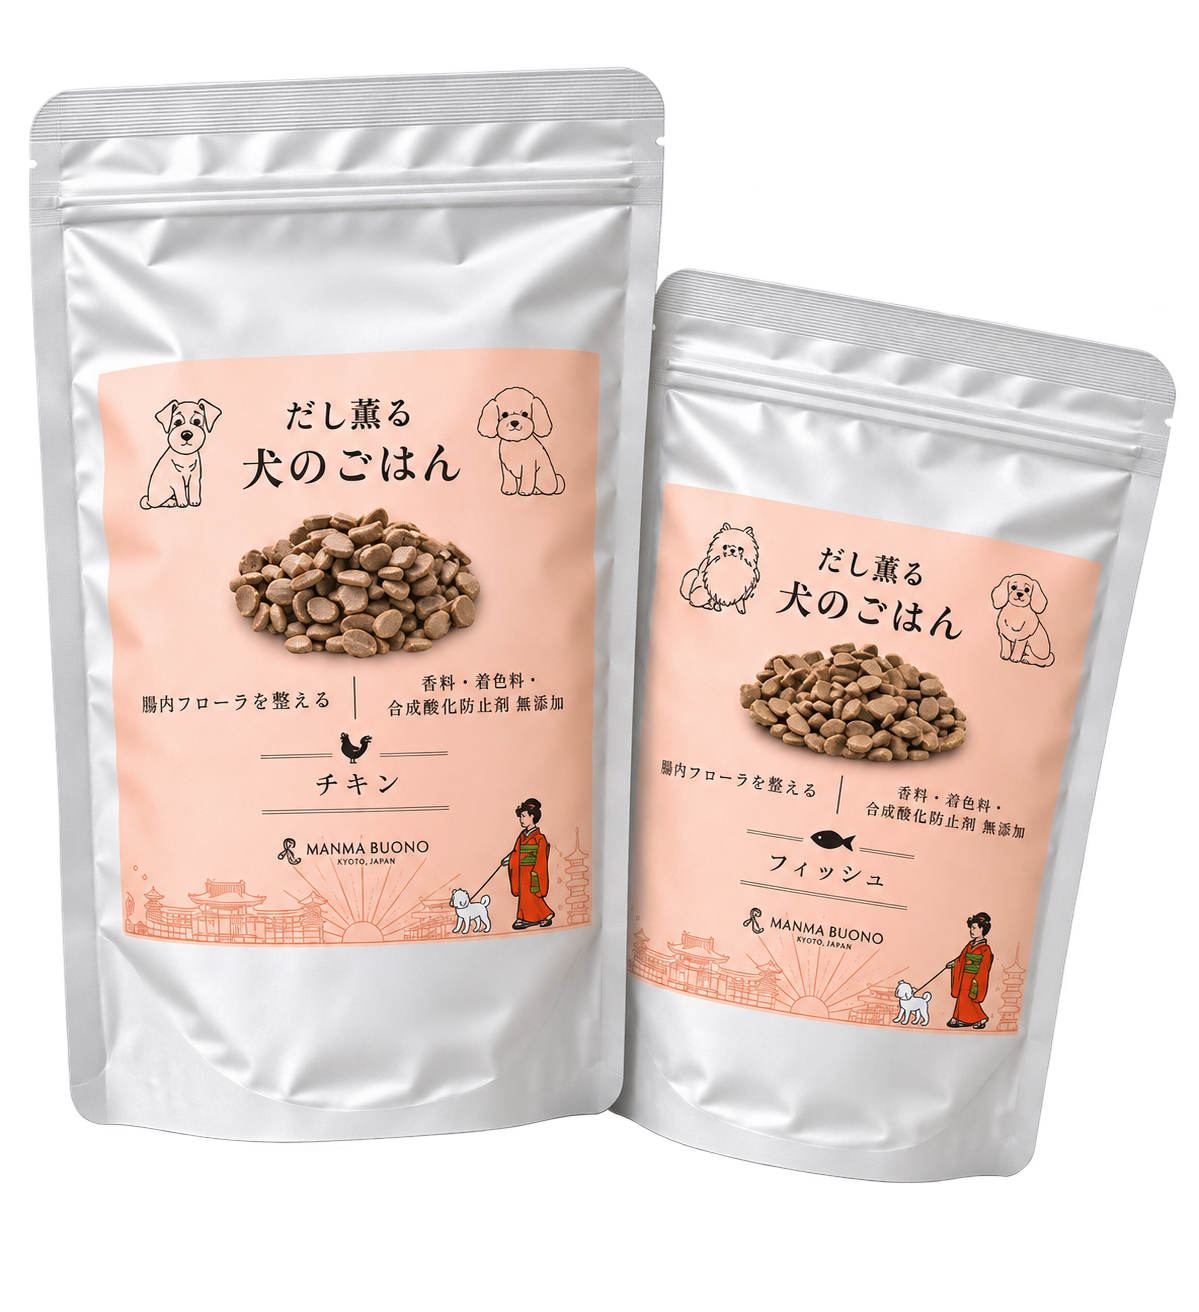 だし薫る
犬のごはん
腸内フローラを整える
香料・着色料・
合成酸化防止剤 無添加
チキン
MANMA BUONO
KYOTO, JAPAN
だし薫る
犬のごはん
腸内フローラを整える
香料・着色料・
合成酸化防止剤 無添加
フィッシュ
MANMA BUONO
KYOTO, JAPAN